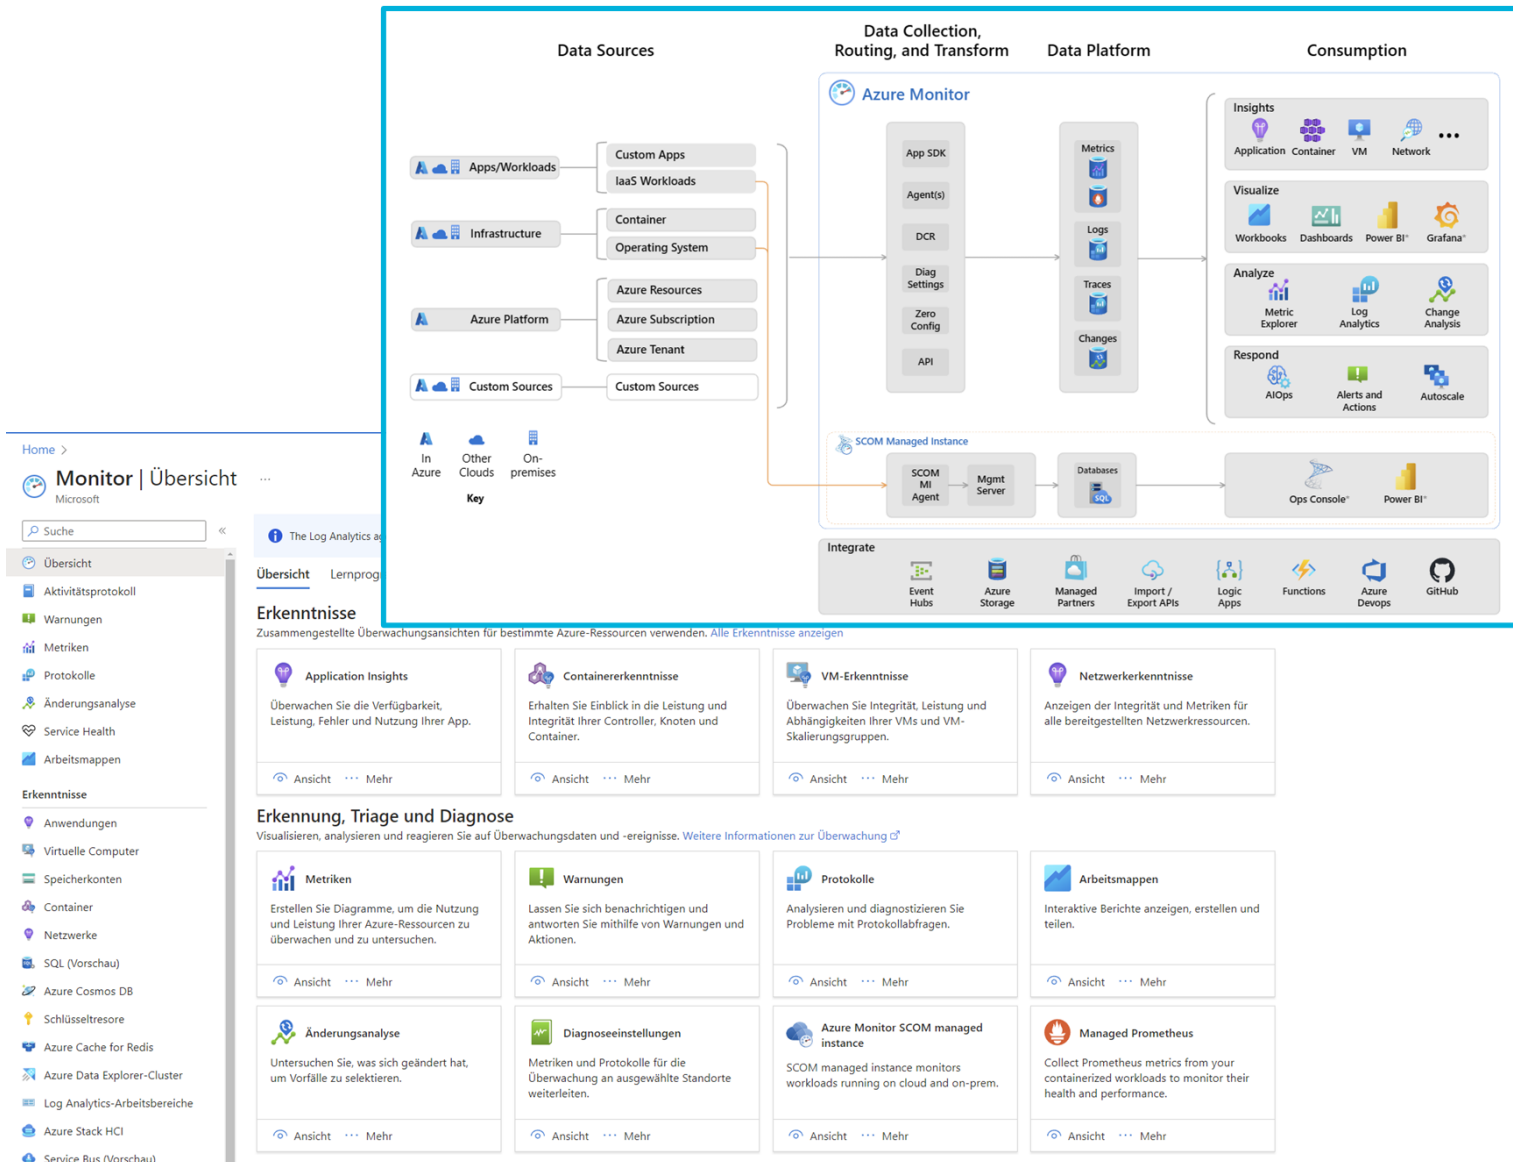 Data Sources
Data Collection,
Routing, and Transform
Data Platform
Consumption
Azure Monitor
Apps/Workloads
Custom Apps
IaaS Workloads
Infrastructure
Container
Operating System
Azure Platform
Azure Resources
Azure Subscription
Azure Tenant
Custom Sources
Custom Sources
In
Azure
Other
Clouds
On-
premises
Key
App SDK
Agent(s)
DCR
Diag
Settings
Zero
Config
API
Metrics
Logs
Traces
Changes
Insights
Application
Container
VM
Network
Visualize
Workbooks
Dashboards
Power BI*
Grafana*
Analyze
Metric
Explorer
Log
Analytics
Change
Analysis
Respond
AIOps
Alerts and
Actions
Autoscale
SCOM Managed Instance
SCOM
MI
Agent
Mgmt
Server
Databases
SQL
Ops Console*
Power BI*
Integrate
Event
Hubs
Azure
Storage
Managed
Partners
Import /
Export APIs
Logic
Apps
Functions
Azure
Devops
GitHub
Home >
Monitor | Übersicht ...
Microsoft
Suche
«
Übersicht
Aktivitätsprotokoll
Warnungen
Metriken
Protokolle
Änderungsanalyse
Service Health
Arbeitsmappen
Erkenntnisse
Anwendungen
Virtuelle Computer
Speicherkonten
Container
Netzwerke
SQL (Vorschau)
Azure Cosmos DB
Schlüsseltresore
Azure Cache for Redis
Azure Data Explorer-Cluster
Log Analytics-Arbeitsbereiche
Azure Stack HCI
Service Bus (Vorschau)
The Log Analytics
Übersicht
Lernprog
Erkenntnisse
Zusammengestellte Überwachungsansichten für bestimmte Azure-Ressourcen verwenden. Alle Erkenntnisse anzeigen
Application Insights
Überwachen Sie die Verfügbarkeit,
Leistung, Fehler und Nutzung Ihrer App.
Ansicht ... Mehr
Containererkenntnisse
Erhalten Sie Einblick in die Leistung und
Integrität Ihrer Controller, Knoten und
Container.
Ansicht ... Mehr
VM-Erkenntnisse
Überwachen Sie Integrität, Leistung und
Abhängigkeiten Ihrer VMs und VM-
Skalierungsgruppen.
Ansicht ... Mehr
Netzwerkerkenntnisse
Anzeigen der Integrität und Metriken für
alle bereitgestellten Netzwerkressourcen.
Ansicht ... Mehr
Erkennung, Triage und Diagnose
Visualisieren, analysieren und reagieren Sie auf Überwachungsdaten und -ereignisse. Weitere Informationen zur Überwachung
Metriken
Erstellen Sie Diagramme, um die Nutzung
und Leistung Ihrer Azure-Ressourcen zu
überwachen und zu untersuchen.
Ansicht ... Mehr
Warnungen
Lassen Sie sich benachrichtigen und
antworten Sie mithilfe von Warnungen und
Aktionen.
Ansicht ... Mehr
Protokolle
Analysieren und diagnostizieren Sie
Probleme mit Protokollabfragen.
Ansicht ... Mehr
Arbeitsmappen
Interaktive Berichte anzeigen, erstellen und
teilen.
Ansicht ... Mehr
Änderungsanalyse
Untersuchen Sie, was sich geändert hat,
um Vorfälle zu selektieren.
Ansicht ... Mehr
Diagnoseeinstellungen
Metriken und Protokolle für die
Überwachung an ausgewählte Standorte
weiterleiten.
Ansicht ... Mehr
Azure Monitor SCOM managed
instance
SCOM managed instance monitors
workloads running on cloud and on-prem.
Ansicht ... Mehr
Managed Prometheus
Collect Prometheus metrics from your
containerized workloads to monitor their
health and performance.
Ansicht ... Mehr